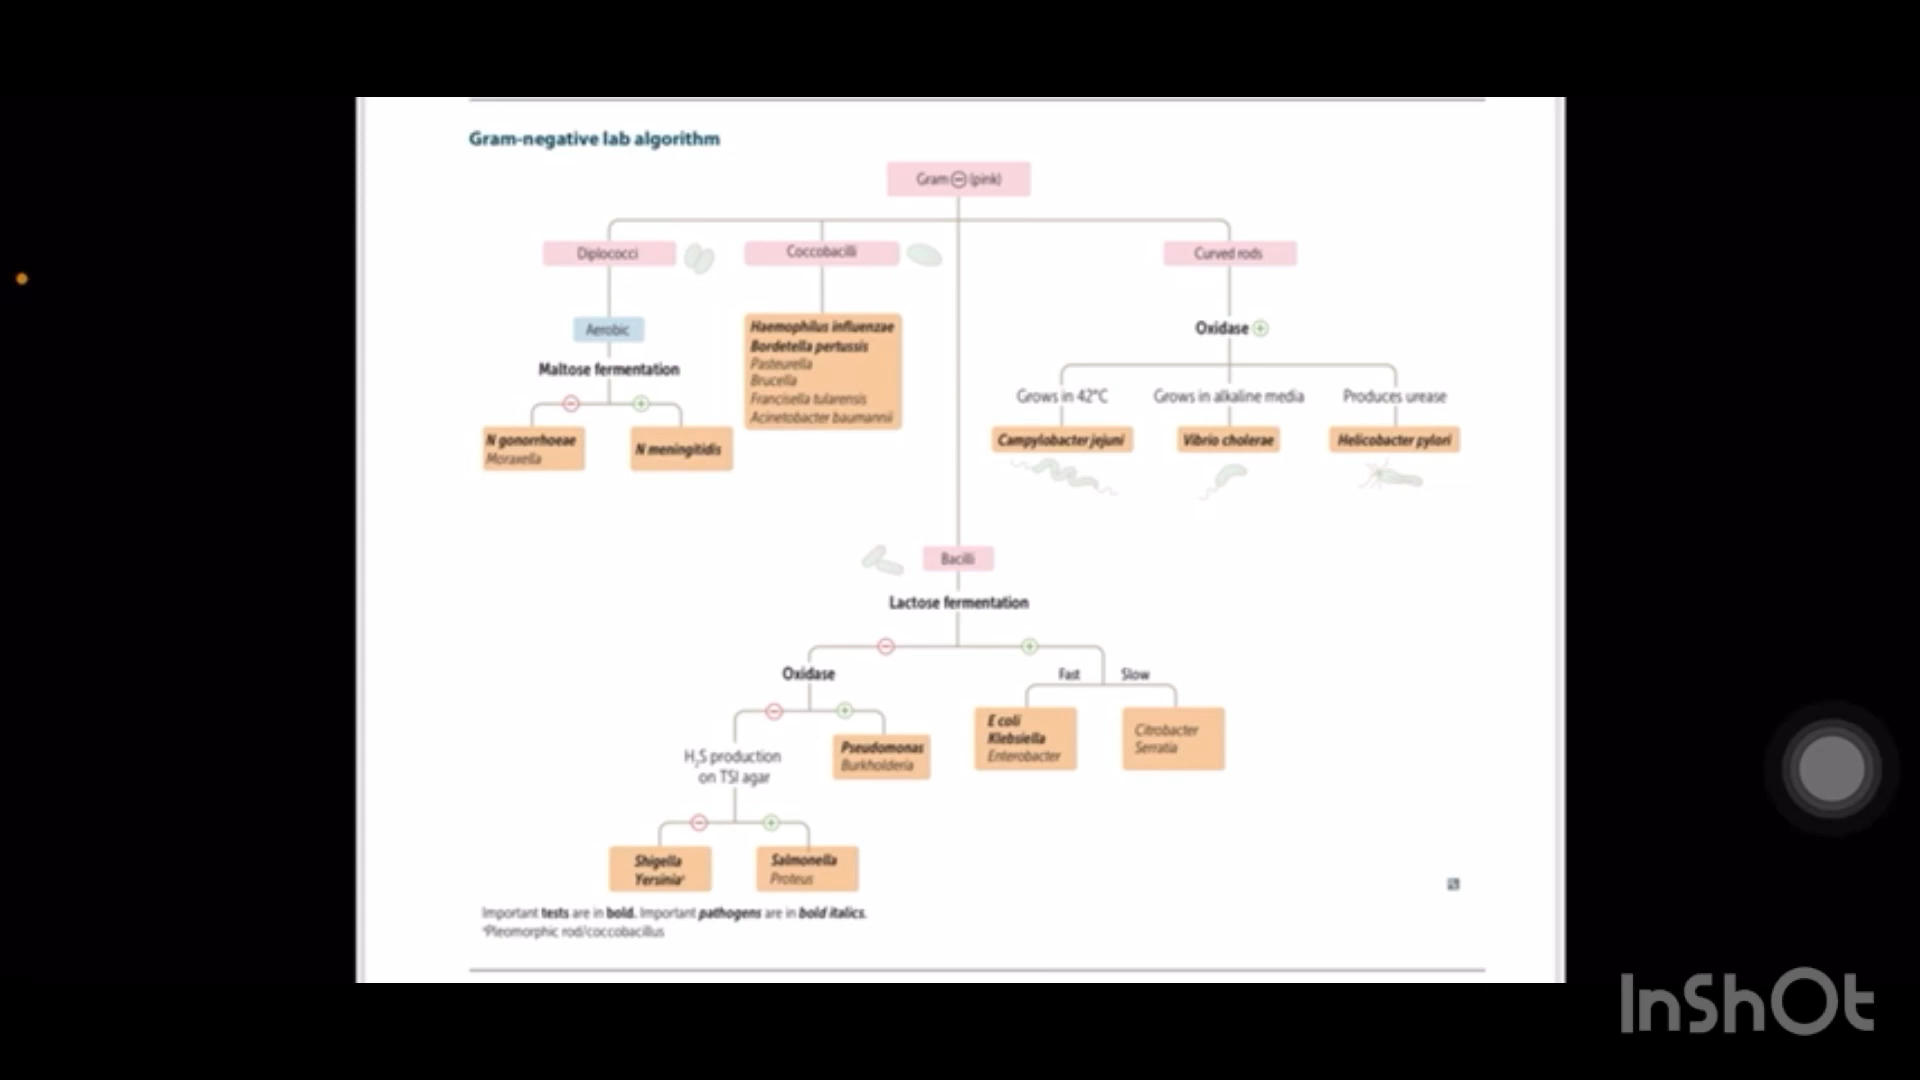 Gram-negative lab algorithm
Gram ⊖ (pink)
Diplococci
Coccobacilli
Curved rods
Aerobic
Maltose fermentation
Haemophilus influenzae
Bordetella pertussis
Pasteurella
Brucella
Francisella tularensis
Acinetobacter baumannii
Oxidase ⊕
Grows in 42°C
Grows in alkaline media
Produces urease
⊖
⊕
N gonorrhoeae
Moraxella
N meningitidis
Campylobacter jejuni
Vibrio cholerae
Helicobacter pylori
Bacilli
Lactose fermentation
⊖
⊕
Oxidase
Fast
Slow
⊖
⊕
E coli
Klebsiella
Enterobacter
Citrobacter
Serratia
H₂S production
on TSI agar
Pseudomonas
Burkholderia
⊖
⊕
Shigella
Yersiniaᵃ
Salmonella
Proteus
Important tests are in bold. Important pathogens are in bold italics.
ᵃPleomorphic rod/coccobacillus
InShOt